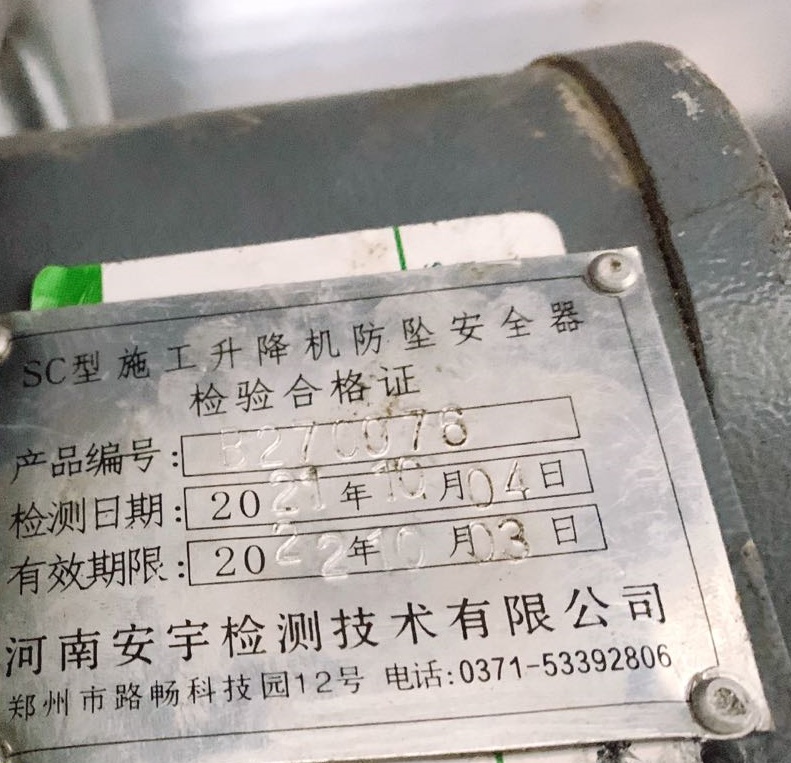 SC型施工升降机防坠安全器
检验合格证
产品编号:B27C076
检测日期:2021年10月04日
有效期限:2022年10月03日
河南安宇检测技术有限公司
郑州市路畅科技园12号 电话:0371-53392806